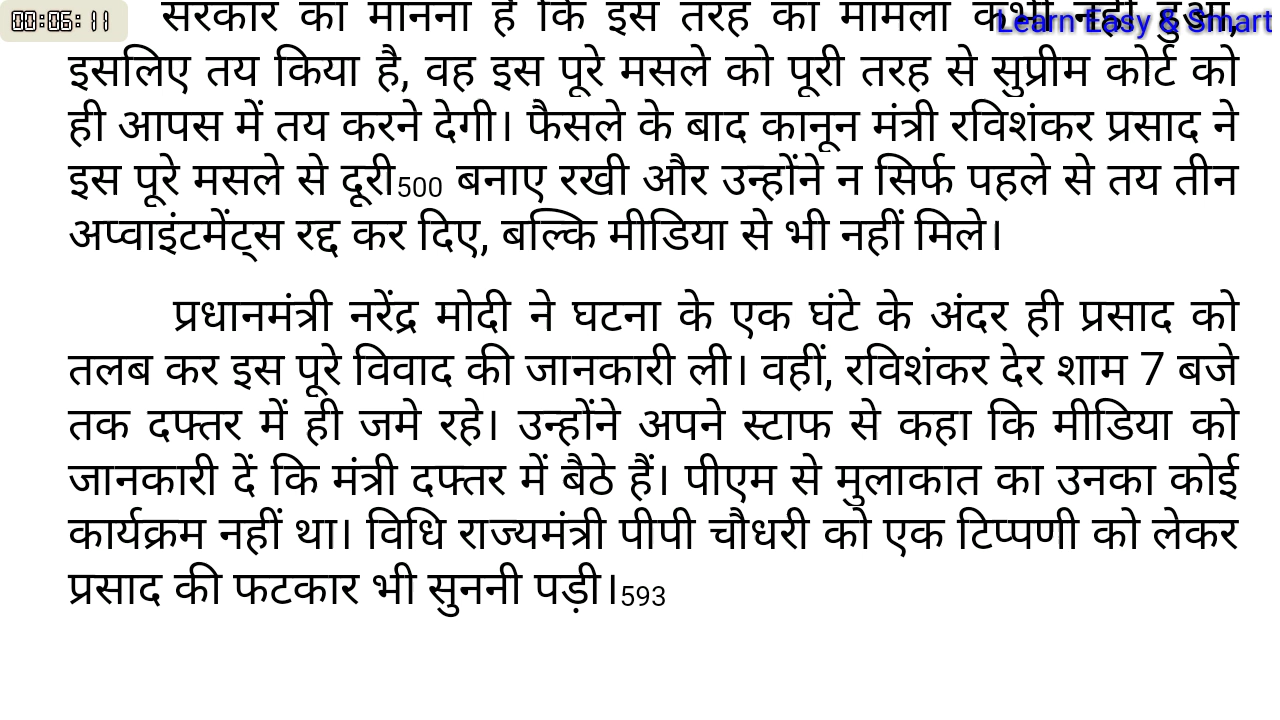 00:06:11
Learn Easy & Smart
सरकार का मानना है कि इस तरह का मामला कभी नहीं हुआ,
इसलिए तय किया है, वह इस पूरे मसले को पूरी तरह से सुप्रीम कोर्ट को
ही आपस में तय करने देगी। फैसले के बाद कानून मंत्री रविशंकर प्रसाद ने
इस पूरे मसले से दूरी500 बनाए रखी और उन्होंने न सिर्फ पहले से तय तीन
अप्वाइंटमेंट्स रद्द कर दिए, बल्कि मीडिया से भी नहीं मिले।
प्रधानमंत्री नरेंद्र मोदी ने घटना के एक घंटे के अंदर ही प्रसाद को
तलब कर इस पूरे विवाद की जानकारी ली। वहीं, रविशंकर देर शाम 7 बजे
तक दफ्तर में ही जमे रहे। उन्होंने अपने स्टाफ से कहा कि मीडिया को
जानकारी दें कि मंत्री दफ्तर में बैठे हैं। पीएम से मुलाकात का उनका कोई
कार्यक्रम नहीं था। विधि राज्यमंत्री पीपी चौधरी को एक टिप्पणी को लेकर
प्रसाद की फटकार भी सुननी पड़ी।593